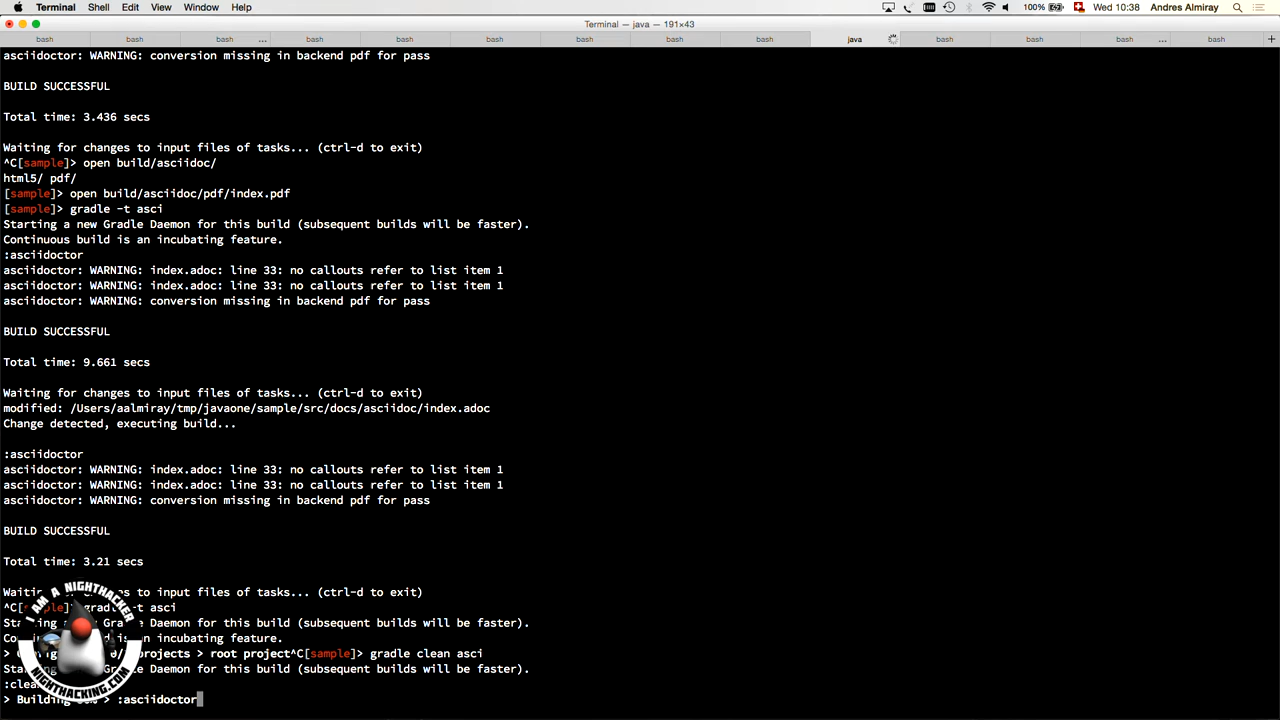 Terminal Shell Edit View Window Help 100% Wed 10:38 Andres Almiray
Terminal — java — 191×43
bash bash bash ... bash bash bash bash bash bash java bash bash bash ... bash +
asciidoctor: WARNING: conversion missing in backend pdf for pass
BUILD SUCCESSFUL
Total time: 3.436 secs
Waiting for changes to input files of tasks... (ctrl-d to exit)
^C[sample]> open build/asciidoc/
html5/ pdf/
[sample]> open build/asciidoc/pdf/index.pdf
[sample]> gradle -t asci
Starting a new Gradle Daemon for this build (subsequent builds will be faster).
Continuous build is an incubating feature.
:asciidoctor
asciidoctor: WARNING: index.adoc: line 33: no callouts refer to list item 1
asciidoctor: WARNING: index.adoc: line 33: no callouts refer to list item 1
asciidoctor: WARNING: conversion missing in backend pdf for pass
BUILD SUCCESSFUL
Total time: 9.661 secs
Waiting for changes to input files of tasks... (ctrl-d to exit)
modified: /Users/aalmiray/tmp/javaone/sample/src/docs/asciidoc/index.adoc
Change detected, executing build...
:asciidoctor
asciidoctor: WARNING: index.adoc: line 33: no callouts refer to list item 1
asciidoctor: WARNING: index.adoc: line 33: no callouts refer to list item 1
asciidoctor: WARNING: conversion missing in backend pdf for pass
BUILD SUCCESSFUL
Total time: 3.21 secs
yes of changes to input files of tasks... (ctrl-d to exit)
^C[sample]> gradle -t asci
Gradle Daemon for this build (subsequent builds will be faster).
an incubating feature.
projects > root project^C[sample]> gradle clean asci
Gradle Daemon for this build (subsequent builds will be faster).
:clean
> Building > :asciidoctor
I AM A NIGHTHACKER
NIGHTHACKING.COM